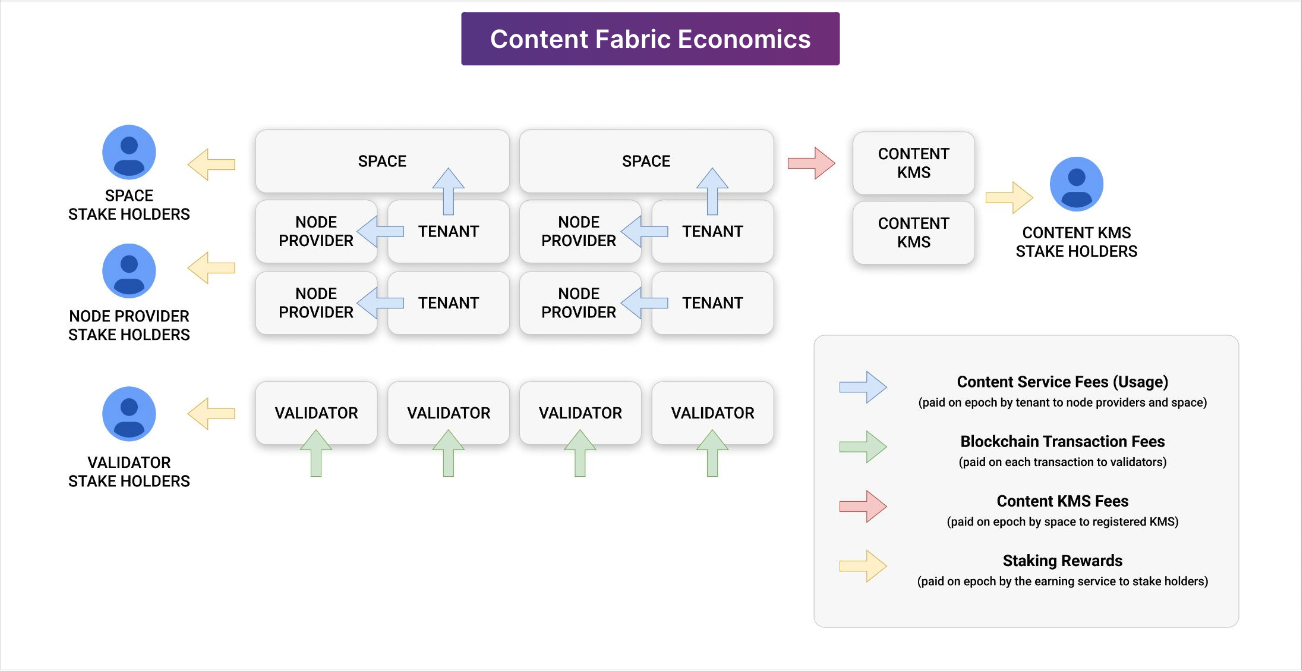 Content Fabric Economics
SPACE
STAKE HOLDERS
NODE PROVIDER
STAKE HOLDERS
VALIDATOR
STAKE HOLDERS
SPACE
SPACE
NODE
PROVIDER
TENANT
NODE
PROVIDER
TENANT
NODE
PROVIDER
TENANT
NODE
PROVIDER
TENANT
VALIDATOR
VALIDATOR
VALIDATOR
VALIDATOR
CONTENT
KMS
CONTENT
KMS
CONTENT KMS
STAKE HOLDERS
Content Service Fees (Usage)
(paid on epoch by tenant to node providers and space)
Blockchain Transaction Fees
(paid on each transaction to validators)
Content KMS Fees
(paid on epoch by space to registered KMS)
Staking Rewards
(paid on epoch by the earning service to stake holders)